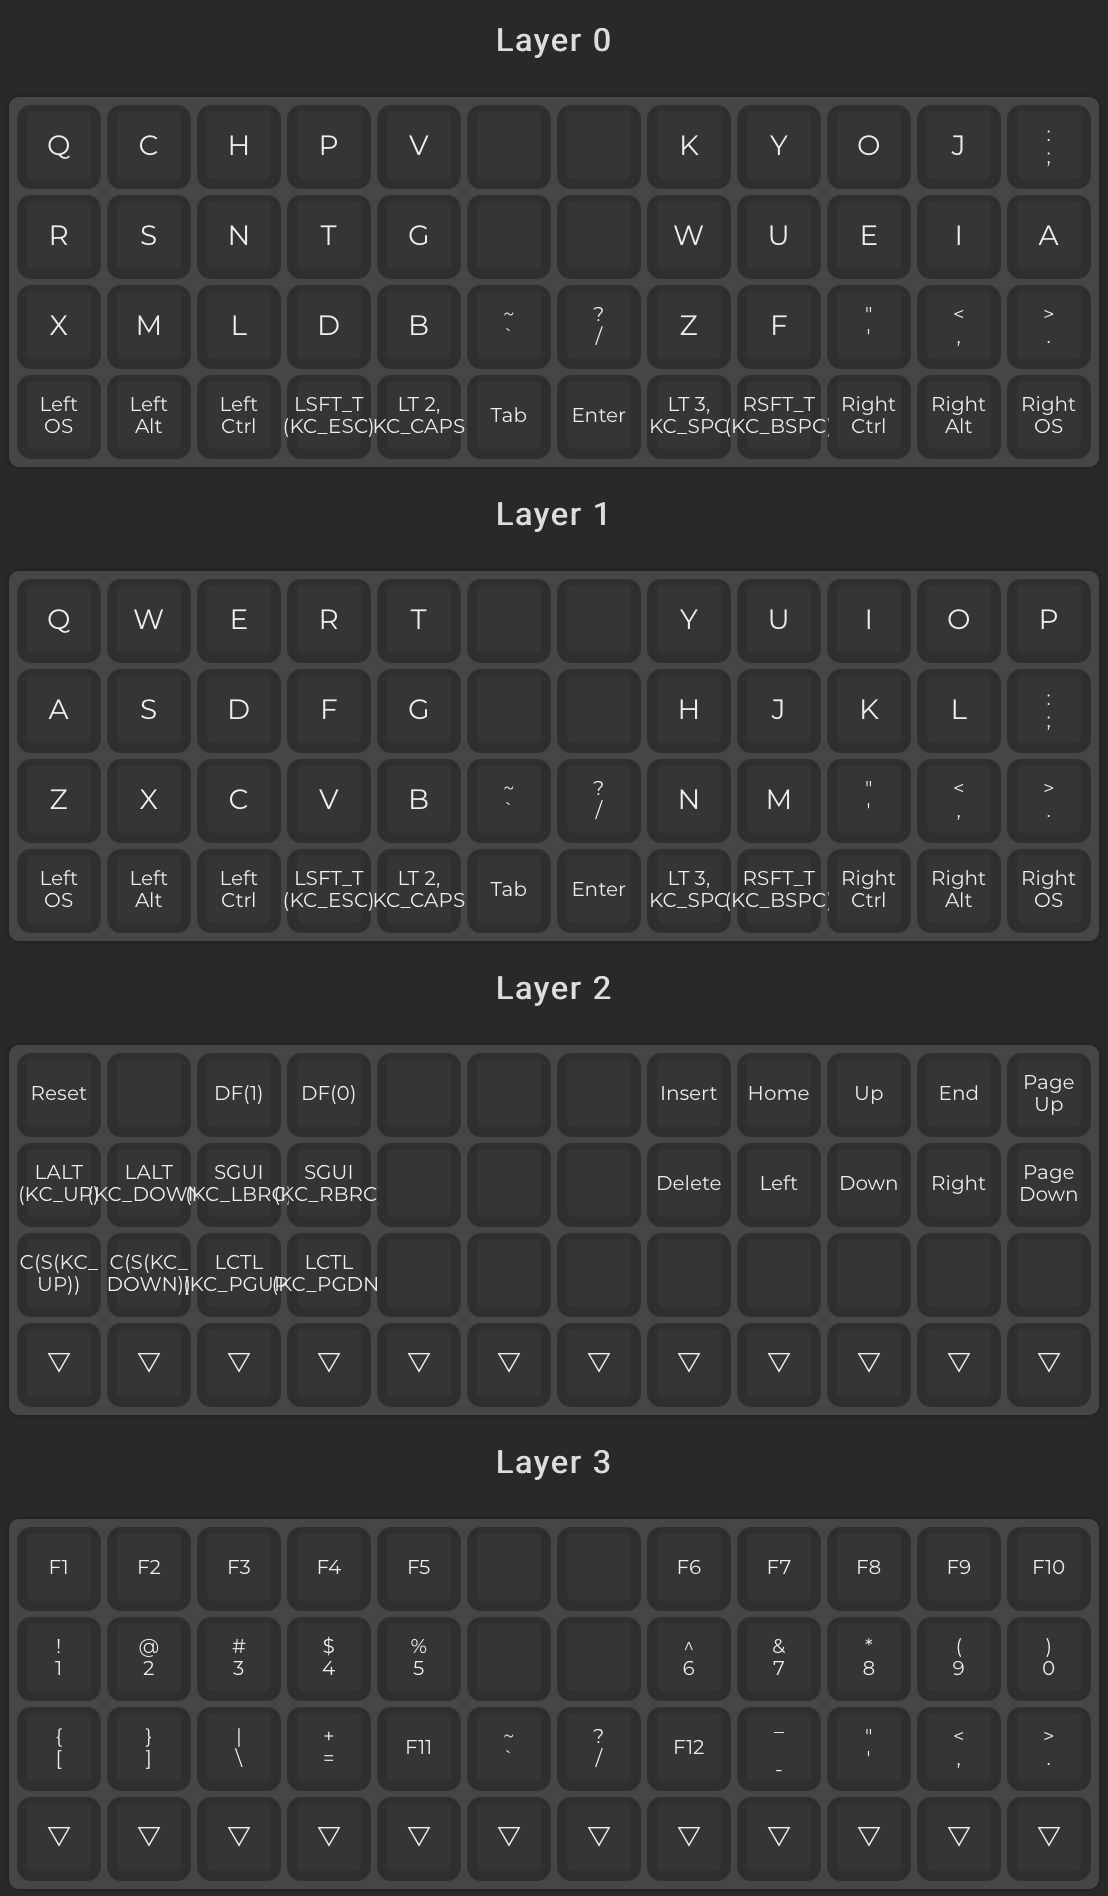 Layer 0
Q C H P V K Y O J :
;
R S N T G W U E I A
X M L D B ~ ? Z F " < >
` / ' , .
Left Left Left LSFT_T LT 2, Tab Enter LT 3, RSFT_T Right Right Right
OS Alt Ctrl (KC_ESC) KC_CAPS KC_SPC (KC_BSPC) Ctrl Alt OS
Layer 1
Q W E R T Y U I O P
A S D F G H J K L :
;
Z X C V B ~ ? N M " < >
` / ' , .
Left Left Left LSFT_T LT 2, Tab Enter LT 3, RSFT_T Right Right Right
OS Alt Ctrl (KC_ESC) KC_CAPS KC_SPC (KC_BSPC) Ctrl Alt OS
Layer 2
Reset DF(1) DF(0) Insert Home Up End Page
Up
LALT LALT SGUI SGUI Delete Left Down Right Page
(KC_UP) (KC_DOWN (KC_LBRC (KC_RBRC Down
C(S(KC_ C(S(KC_ LCTL LCTL
UP)) DOWN)) (KC_PGUP (KC_PGDN
▽ ▽ ▽ ▽ ▽ ▽ ▽ ▽ ▽ ▽ ▽ ▽
Layer 3
F1 F2 F3 F4 F5 F6 F7 F8 F9 F10
! @ # $ % ^ & * ( )
1 2 3 4 5 6 7 8 9 0
{ } | + F11 ~ ? F12 _ " < >
[ ] \ = ` / - ' , .
▽ ▽ ▽ ▽ ▽ ▽ ▽ ▽ ▽ ▽ ▽ ▽